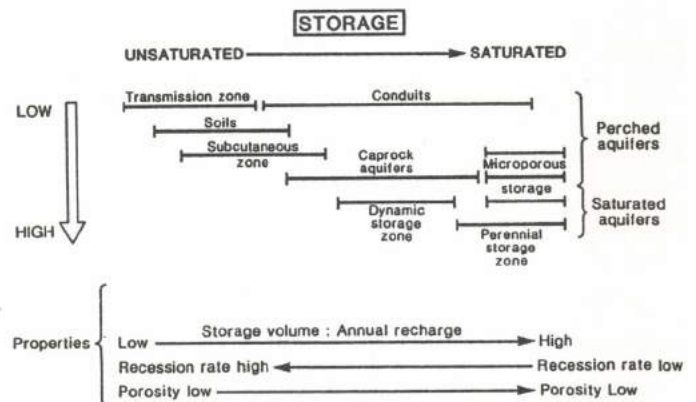 STORAGE
UNSATURATED SATURATED
LOW
Transmission zone Conduits
Soils
Subcutaneous
zone
Caprock
aquifers
Microporous
storage
Perched
aquifers
Dynamic
storage
zone
Saturated
aquifers
HIGH
Perennial
storage
zone
Properties
Low Storage volume : Annual recharge High
Recession rate high Recession rate low
Porosity low Porosity Low